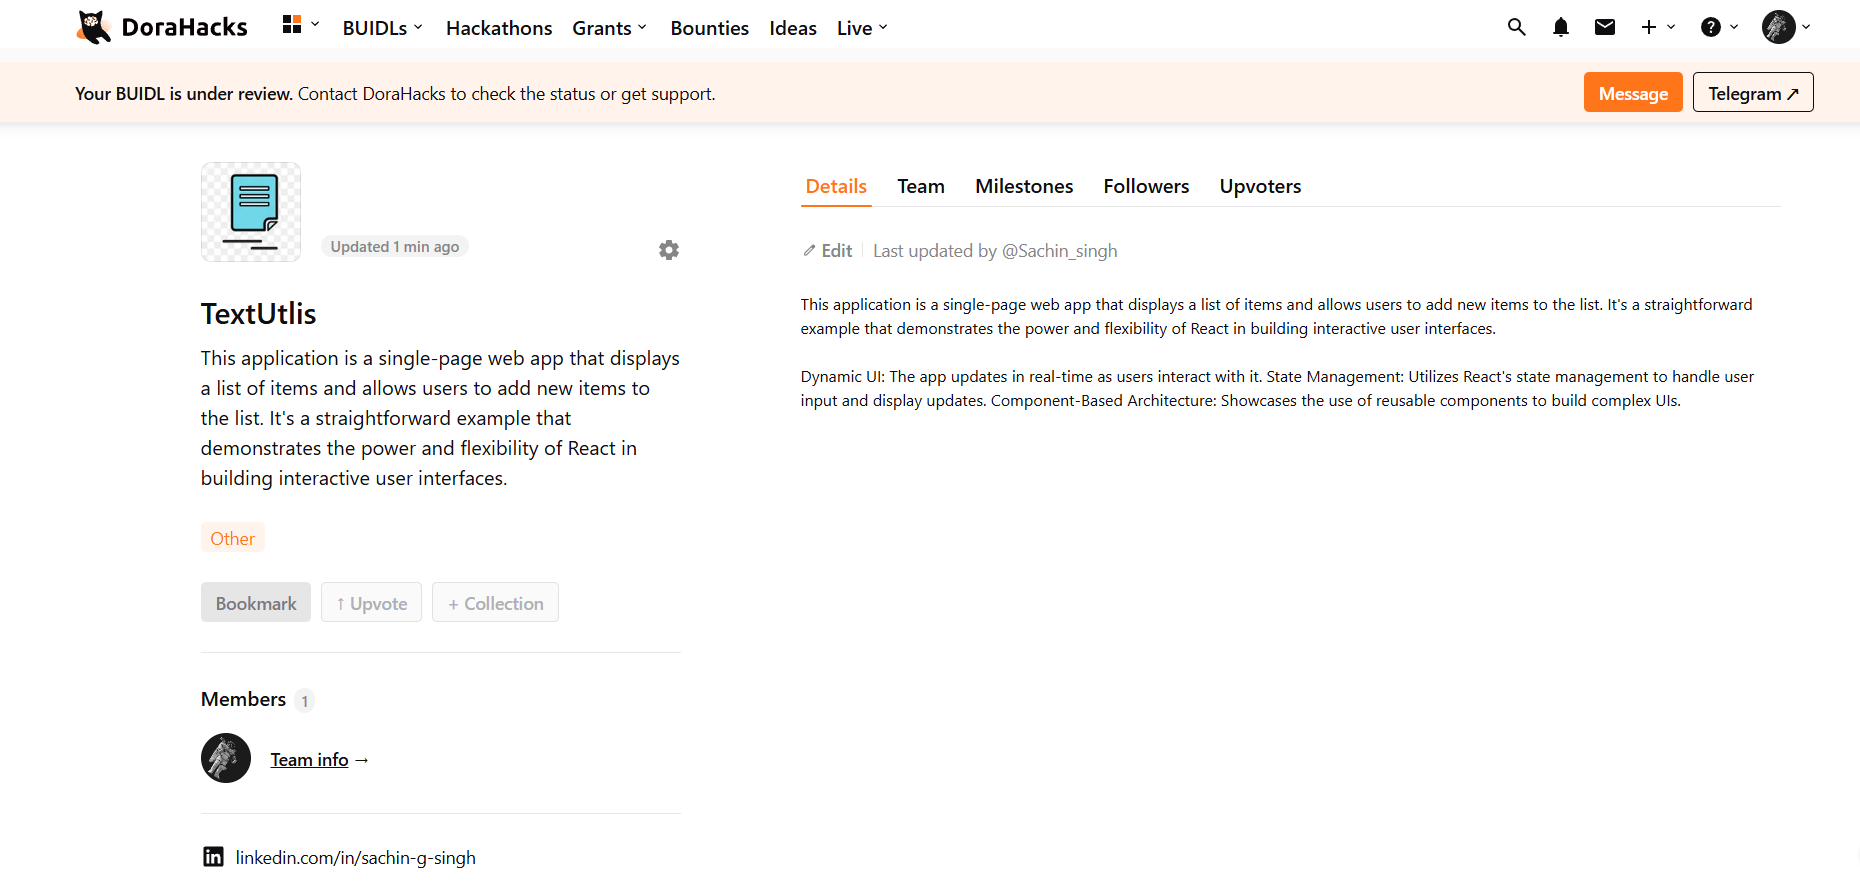 DoraHacks
BUIDLs
Hackathons
Grants
Bounties
Ideas
Live
Your BUIDL is under review. Contact DoraHacks to check the status or get support.
Message
Telegram ↗
Updated 1 min ago
TextUtlis
This application is a single-page web app that displays
a list of items and allows users to add new items to
the list. It's a straightforward example that
demonstrates the power and flexibility of React in
building interactive user interfaces.
Other
Bookmark
↑ Upvote
+ Collection
Members 1
Team info →
linkedin.com/in/sachin-g-singh
Details
Team
Milestones
Followers
Upvoters
Edit
Last updated by @Sachin_singh
This application is a single-page web app that displays a list of items and allows users to add new items to the list. It's a straightforward
example that demonstrates the power and flexibility of React in building interactive user interfaces.
Dynamic UI: The app updates in real-time as users interact with it. State Management: Utilizes React's state management to handle user
input and display updates. Component-Based Architecture: Showcases the use of reusable components to build complex UIs.